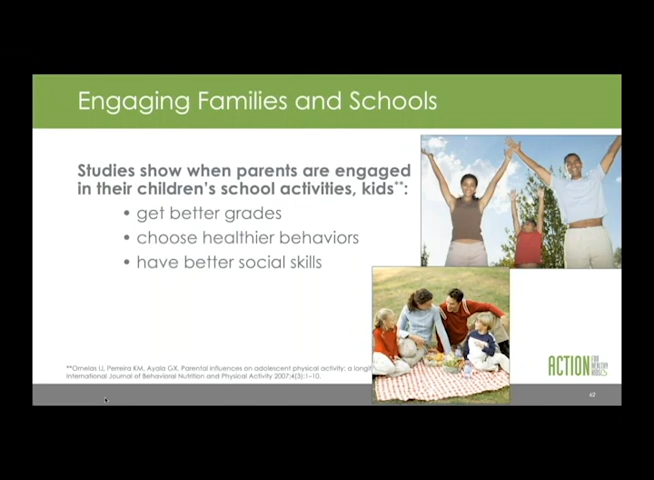 Engaging Families and Schools
Studies show when parents are engaged
in their children's school activities, kids**:
• get better grades
• choose healthier behaviors
• have better social skills
**Ornelas IJ, Perreira KM, Ayala GX. Parental influences on adolescent physical activity: a longit
International Journal of Behavioral Nutrition and Physical Activity 2007;4(3):1–10.
ACTION FOR HEALTHY KIDS
62